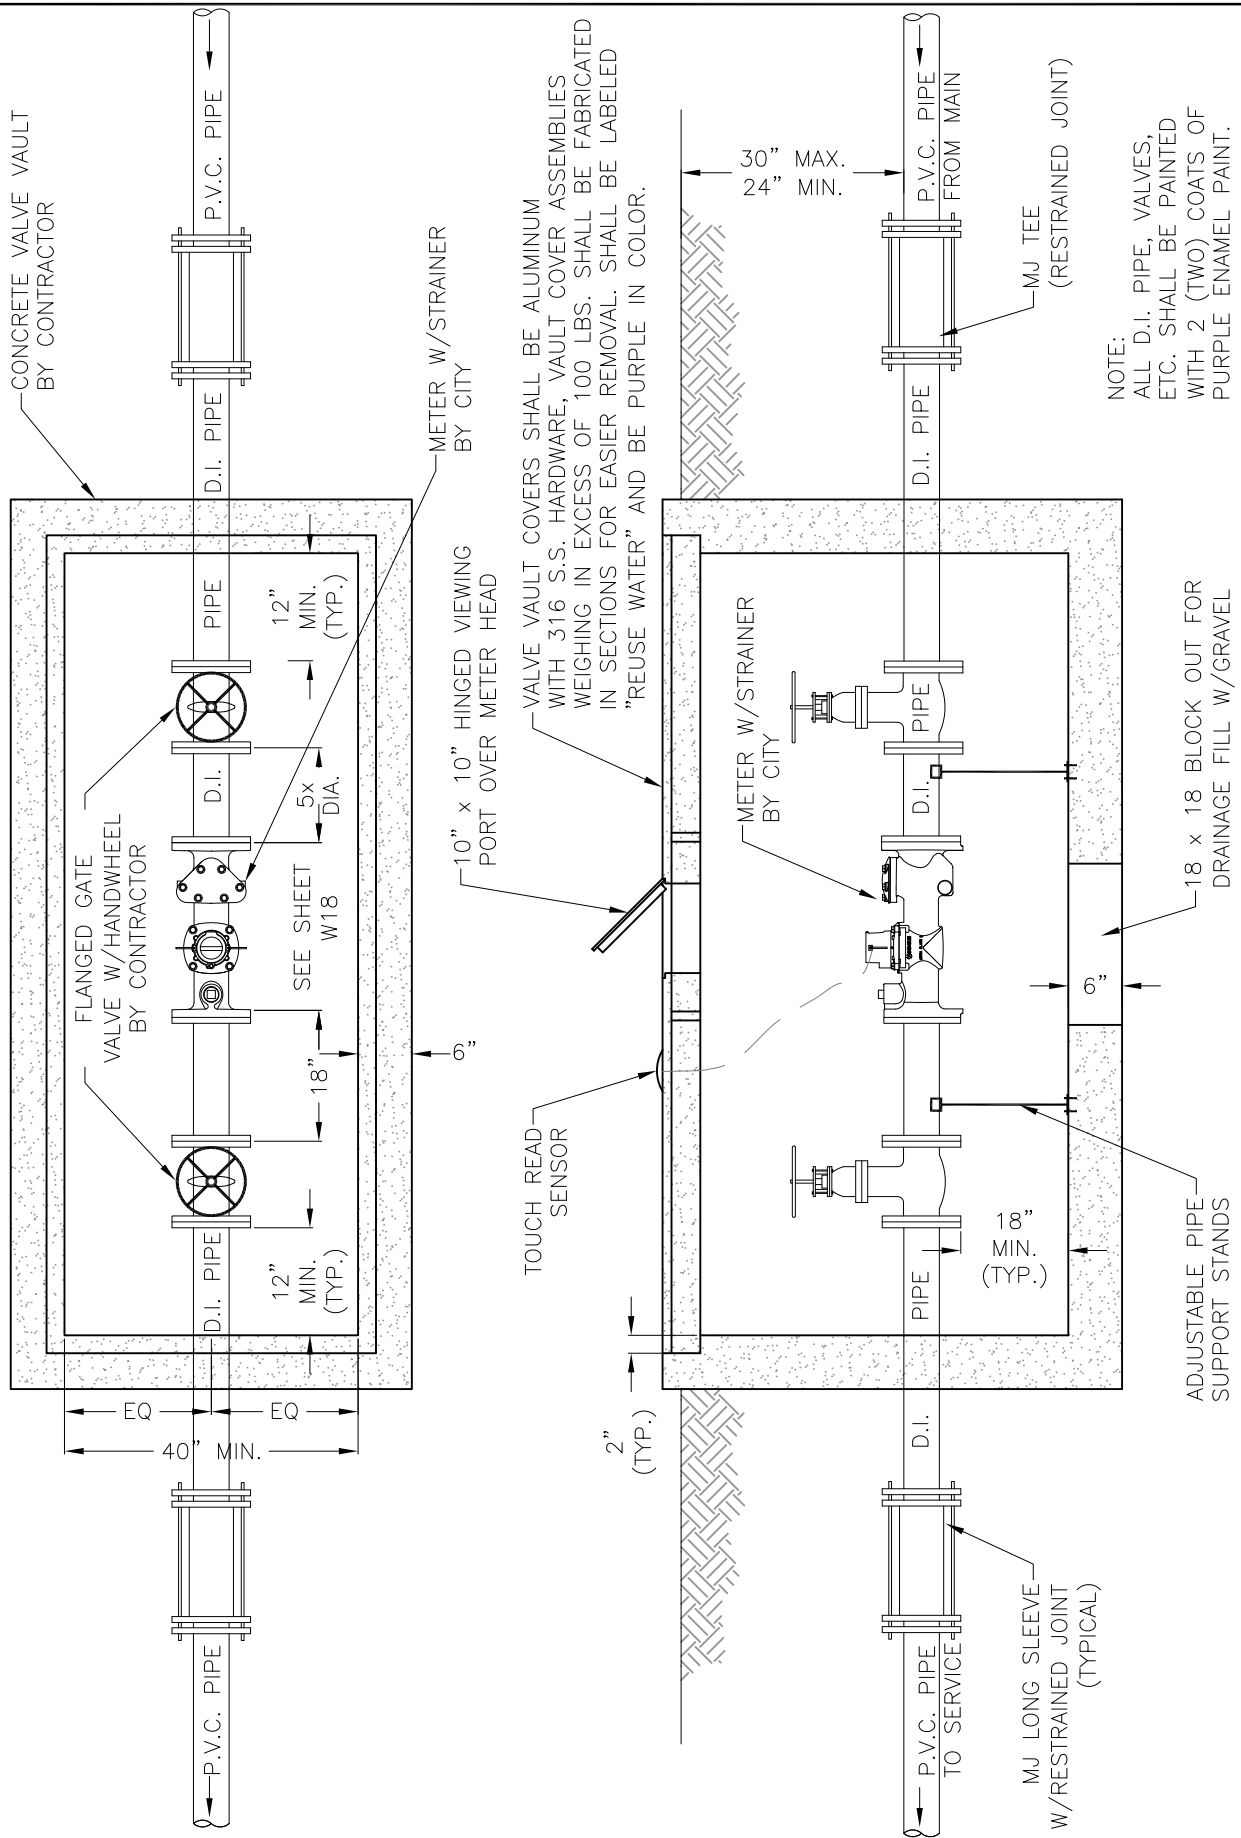 CONCRETE VALVE VAULT
BY CONTRACTOR
FLANGED GATE
VALVE W/HANDWHEEL
BY CONTRACTOR
P.V.C. PIPE
D.I. PIPE
12"
MIN.
(TYP.)
18"
SEE SHEET
W18
5x
DIA.
D.I.
PIPE
12"
MIN.
(TYP.)
D.I. PIPE
P.V.C. PIPE
EQ
EQ
40" MIN.
6"
METER W/STRAINER
BY CITY
10" x 10" HINGED VIEWING
PORT OVER METER HEAD
VALVE VAULT COVERS SHALL BE ALUMINUM
WITH 316 S.S. HARDWARE, VAULT COVER ASSEMBLIES
WEIGHING IN EXCESS OF 100 LBS. SHALL BE FABRICATED
IN SECTIONS FOR EASIER REMOVAL. SHALL BE LABELED
"REUSE WATER" AND BE PURPLE IN COLOR.
TOUCH READ
SENSOR
2"
(TYP.)
30" MAX.
24" MIN.
METER W/STRAINER
BY CITY
P.V.C. PIPE
TO SERVICE
D.I.
PIPE
D.I.
PIPE
D.I. PIPE
P.V.C. PIPE
FROM MAIN
18"
MIN.
(TYP.)
6"
MJ LONG SLEEVE
W/RESTRAINED JOINT
(TYPICAL)
ADJUSTABLE PIPE
SUPPORT STANDS
18 x 18 BLOCK OUT FOR
DRAINAGE FILL W/GRAVEL
MJ TEE
(RESTRAINED JOINT)
NOTE:
ALL D.I. PIPE, VALVES,
ETC. SHALL BE PAINTED
WITH 2 (TWO) COATS OF
PURPLE ENAMEL PAINT.